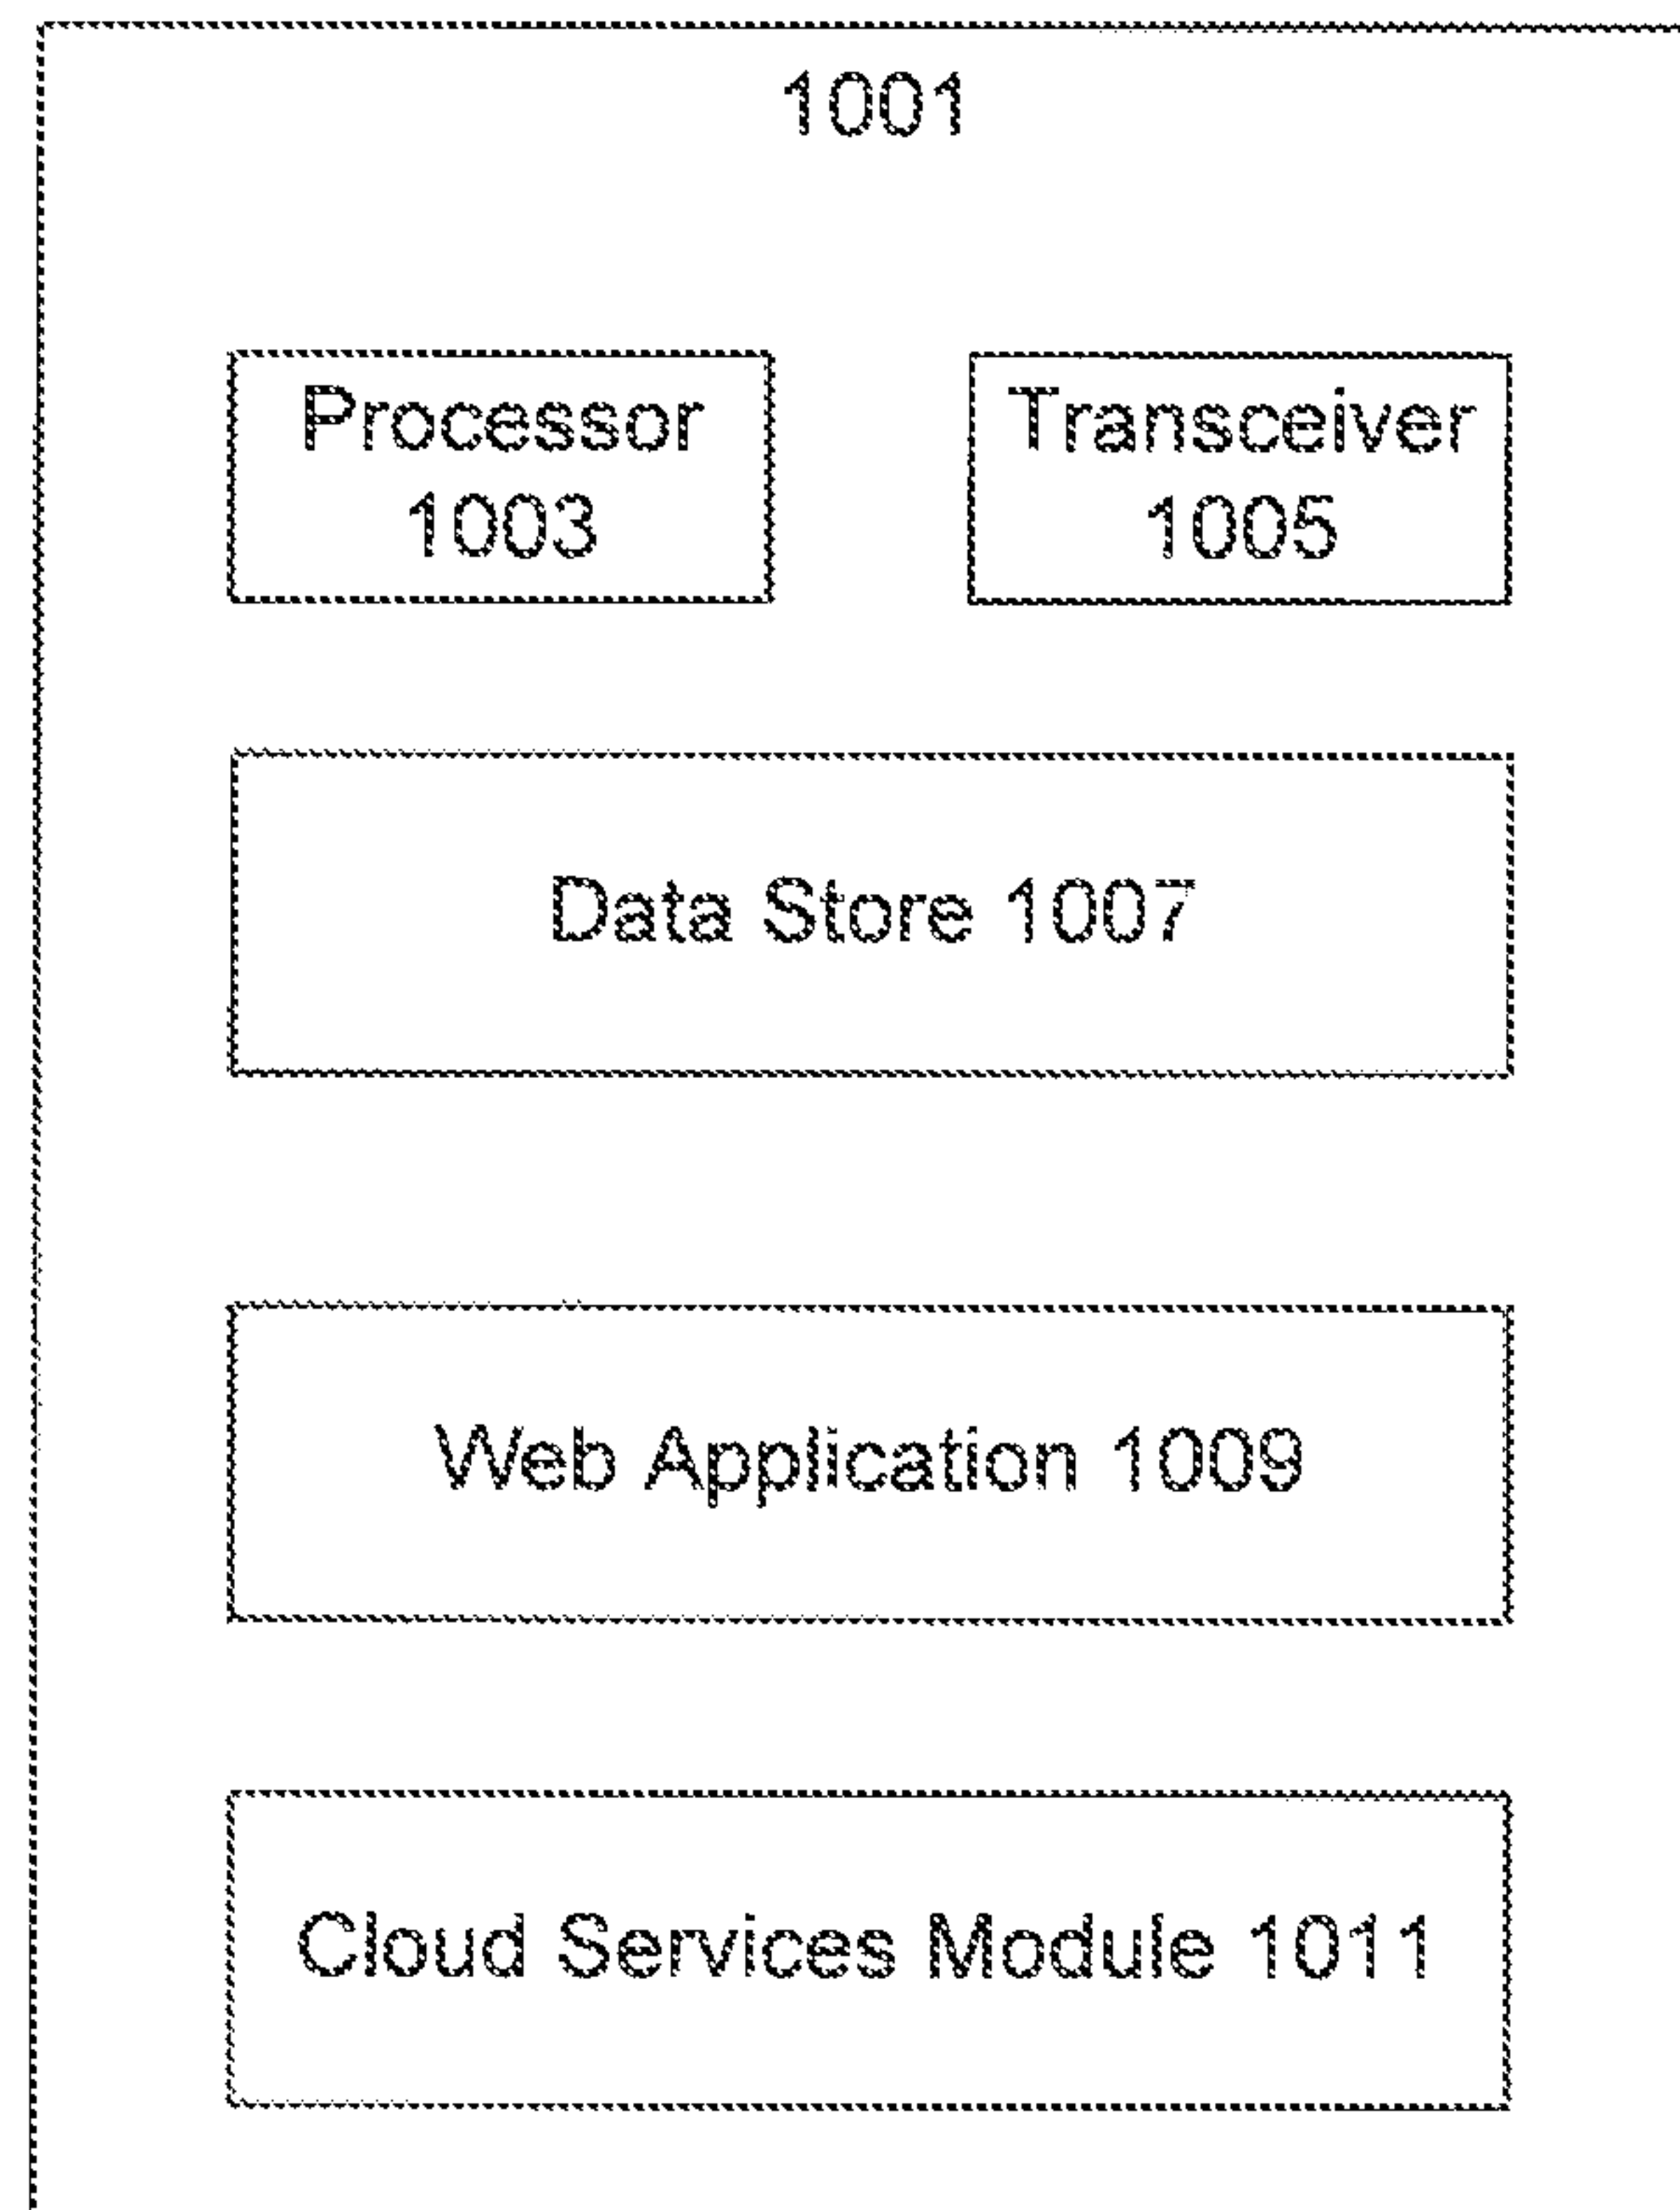 1001
Processor
1003
Transceiver
1005
Data Store 1007
Web Application 1009
Cloud Services Module 1011